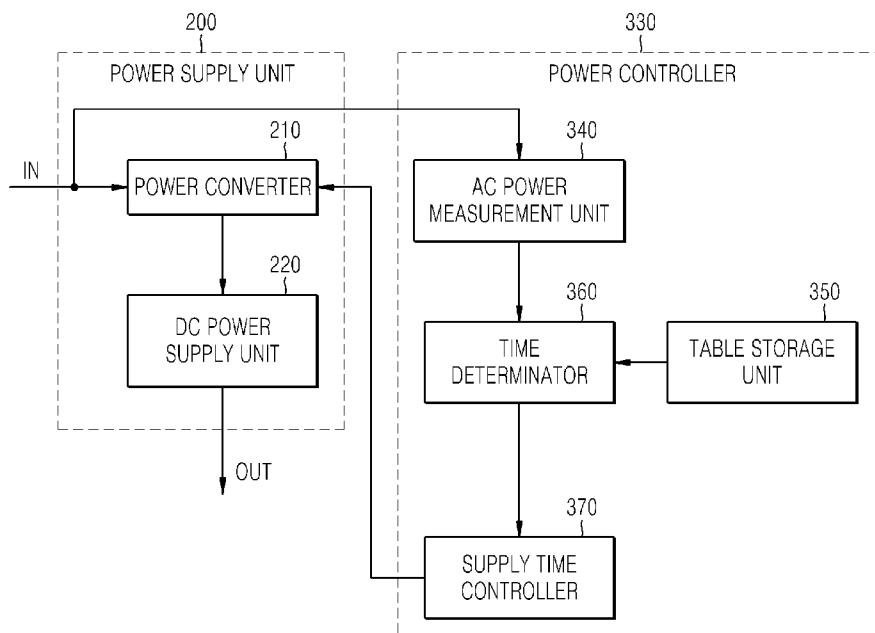 200
POWER SUPPLY UNIT
330
POWER CONTROLLER
IN
210
POWER CONVERTER
340
AC POWER
MEASUREMENT UNIT
220
DC POWER
SUPPLY UNIT
360
TIME
DETERMINATOR
350
TABLE STORAGE
UNIT
OUT
370
SUPPLY TIME
CONTROLLER